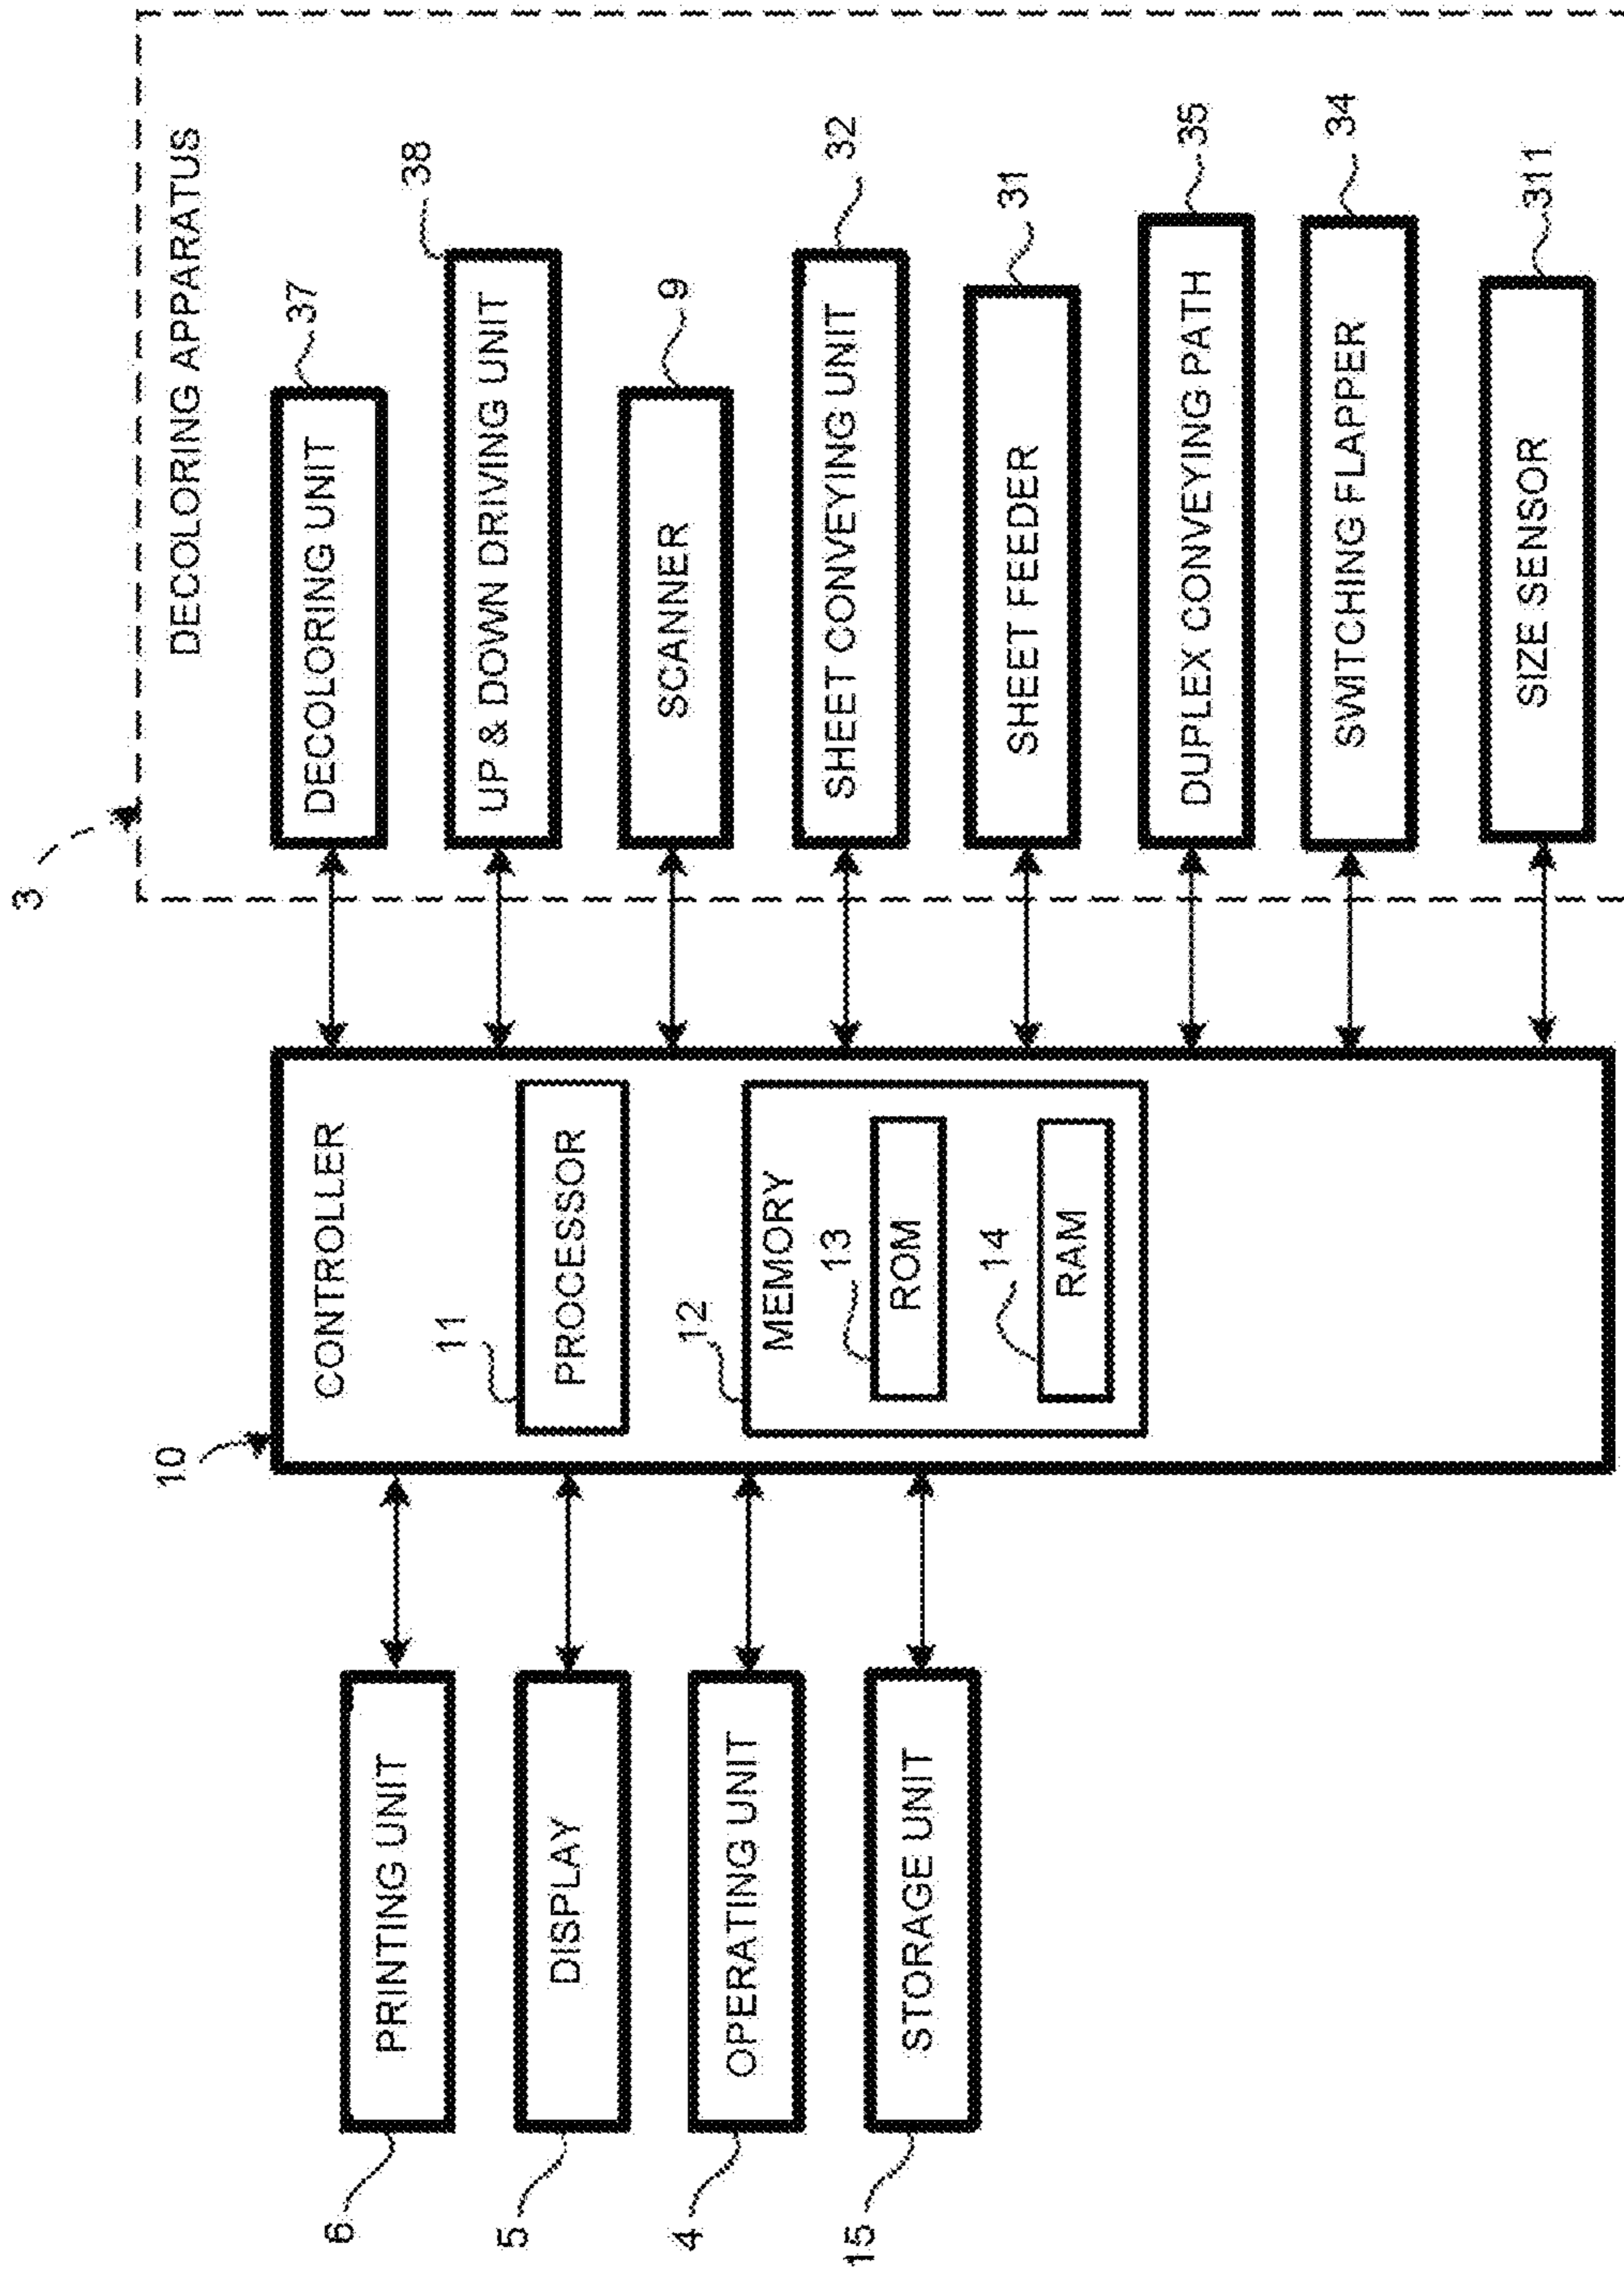 3
DECOLORING APPARATUS
10
CONTROLLER
11
PROCESSOR
12
MEMORY
13
ROM
14
RAM
6
PRINTING UNIT
5
DISPLAY
4
OPERATING UNIT
15
STORAGE UNIT
DECOLORING UNIT
37
UP & DOWN DRIVING UNIT
38
SCANNER
9
SHEET CONVEYING UNIT
32
SHEET FEEDER
31
DUPLEX CONVEYING PATH
35
SWITCHING FLAPPER
34
SIZE SENSOR
311